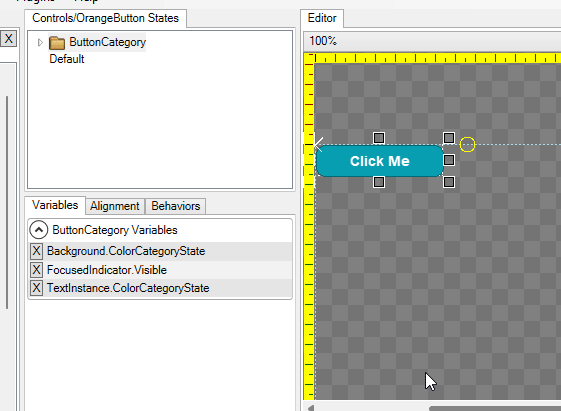 Controls/OrangeButton States
X
ButtonCategory
Default
Variables
Alignment
Behaviors
ButtonCategory Variables
X Background.ColorCategoryState
X FocusedIndicator.Visible
X TextInstance.ColorCategoryState
Editor
100%
Click Me